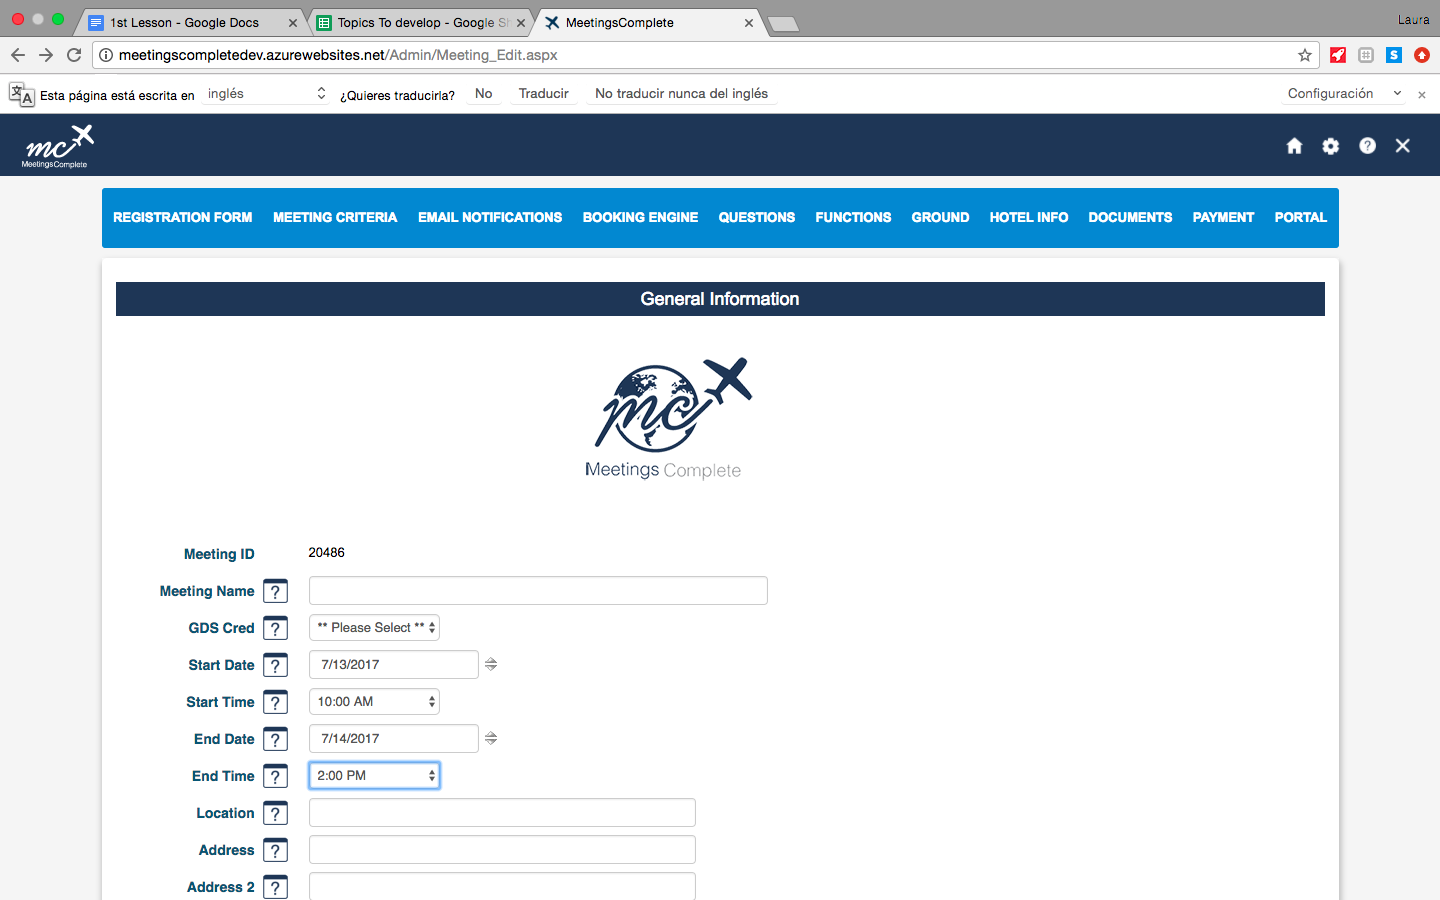 1st Lesson - Google Docs
Topics To develop - Google Sh
MeetingsComplete
Laura
meetingscompletedev.azurewebsites.net/Admin/Meeting_Edit.aspx
Esta página está escrita en inglés ¿Quieres traducirla? No Traducir No traducir nunca del inglés Configuración
mc
MeetingsComplete
REGISTRATION FORM MEETING CRITERIA EMAIL NOTIFICATIONS BOOKING ENGINE QUESTIONS FUNCTIONS GROUND HOTEL INFO DOCUMENTS PAYMENT PORTAL
General Information
mc
Meetings Complete
Meeting ID 20486
Meeting Name ?
GDS Cred ? ** Please Select **
Start Date ? 7/13/2017
Start Time ? 10:00 AM
End Date ? 7/14/2017
End Time ? 2:00 PM
Location ?
Address ?
Address 2 ?